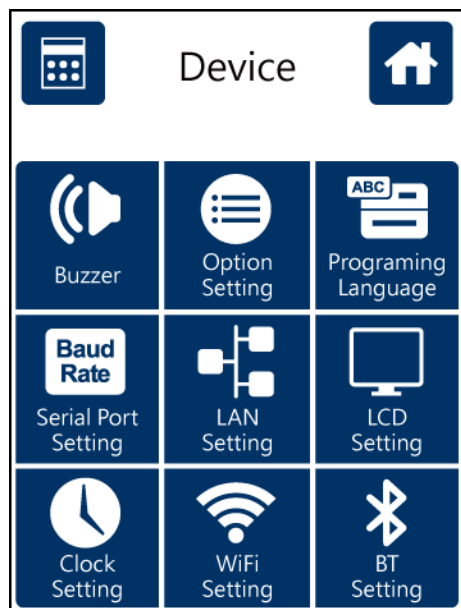 Device
Buzzer
Option
Setting
ABC
Programing
Language
Baud
Rate
Serial Port
Setting
LAN
Setting
LCD
Setting
Clock
Setting
WiFi
Setting
BT
Setting